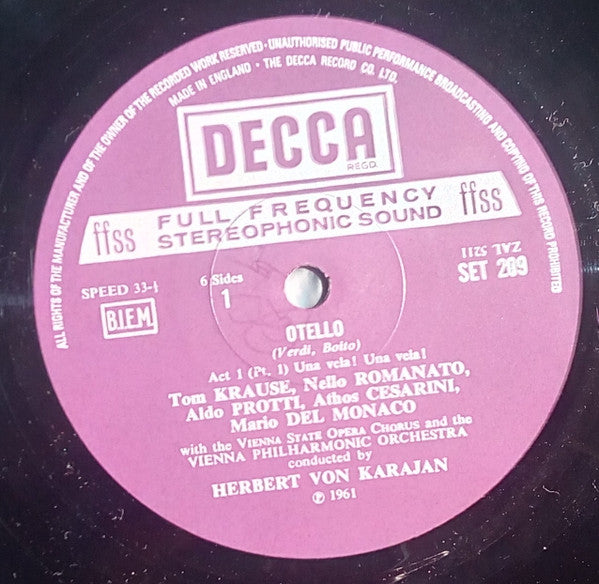 ALL RIGHTS OF THE MANUFACTURER AND OF THE OWNER OF THE RECORDED WORK RESERVED · UNAUTHORISED PUBLIC PERFORMANCE BROADCASTING AND COPYING OF THIS RECORD PROHIBITED
MADE IN ENGLAND · THE DECCA RECORD CO. LTD.
DECCA
REGD.
ffss FULL FREQUENCY ffss
STEREOPHONIC SOUND
SPEED 33-⅓
6 Sides
1
B.I.E.M.
ZAL 5211
SET 209
OTELLO
(Verdi, Boito)
Act 1 (Pt. 1) Una vela! Una vela!
Tom KRAUSE, Nello ROMANATO,
Aldo PROTTI, Athos CESARINI,
Mario DEL MONACO
with the VIENNA STATE OPERA CHORUS and the
VIENNA PHILHARMONIC ORCHESTRA
conducted by
HERBERT VON KARAJAN
℗ 1961